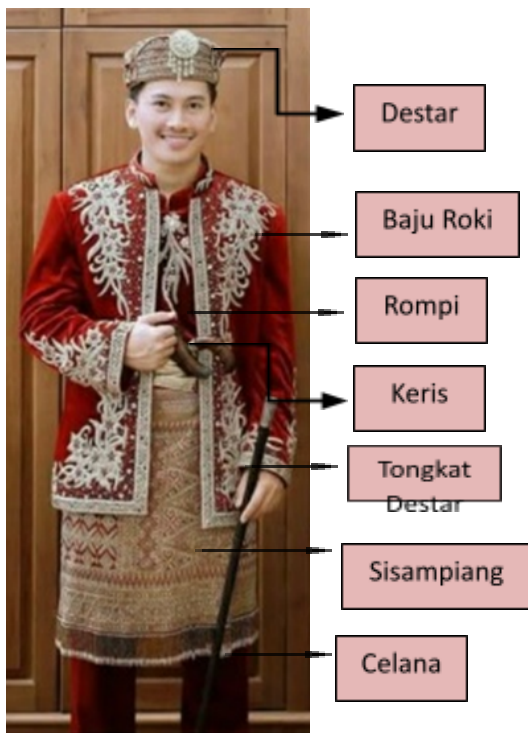 Destar
Baju Roki
Rompi
Keris
Tongkat
Destar
Sisampiang
Celana